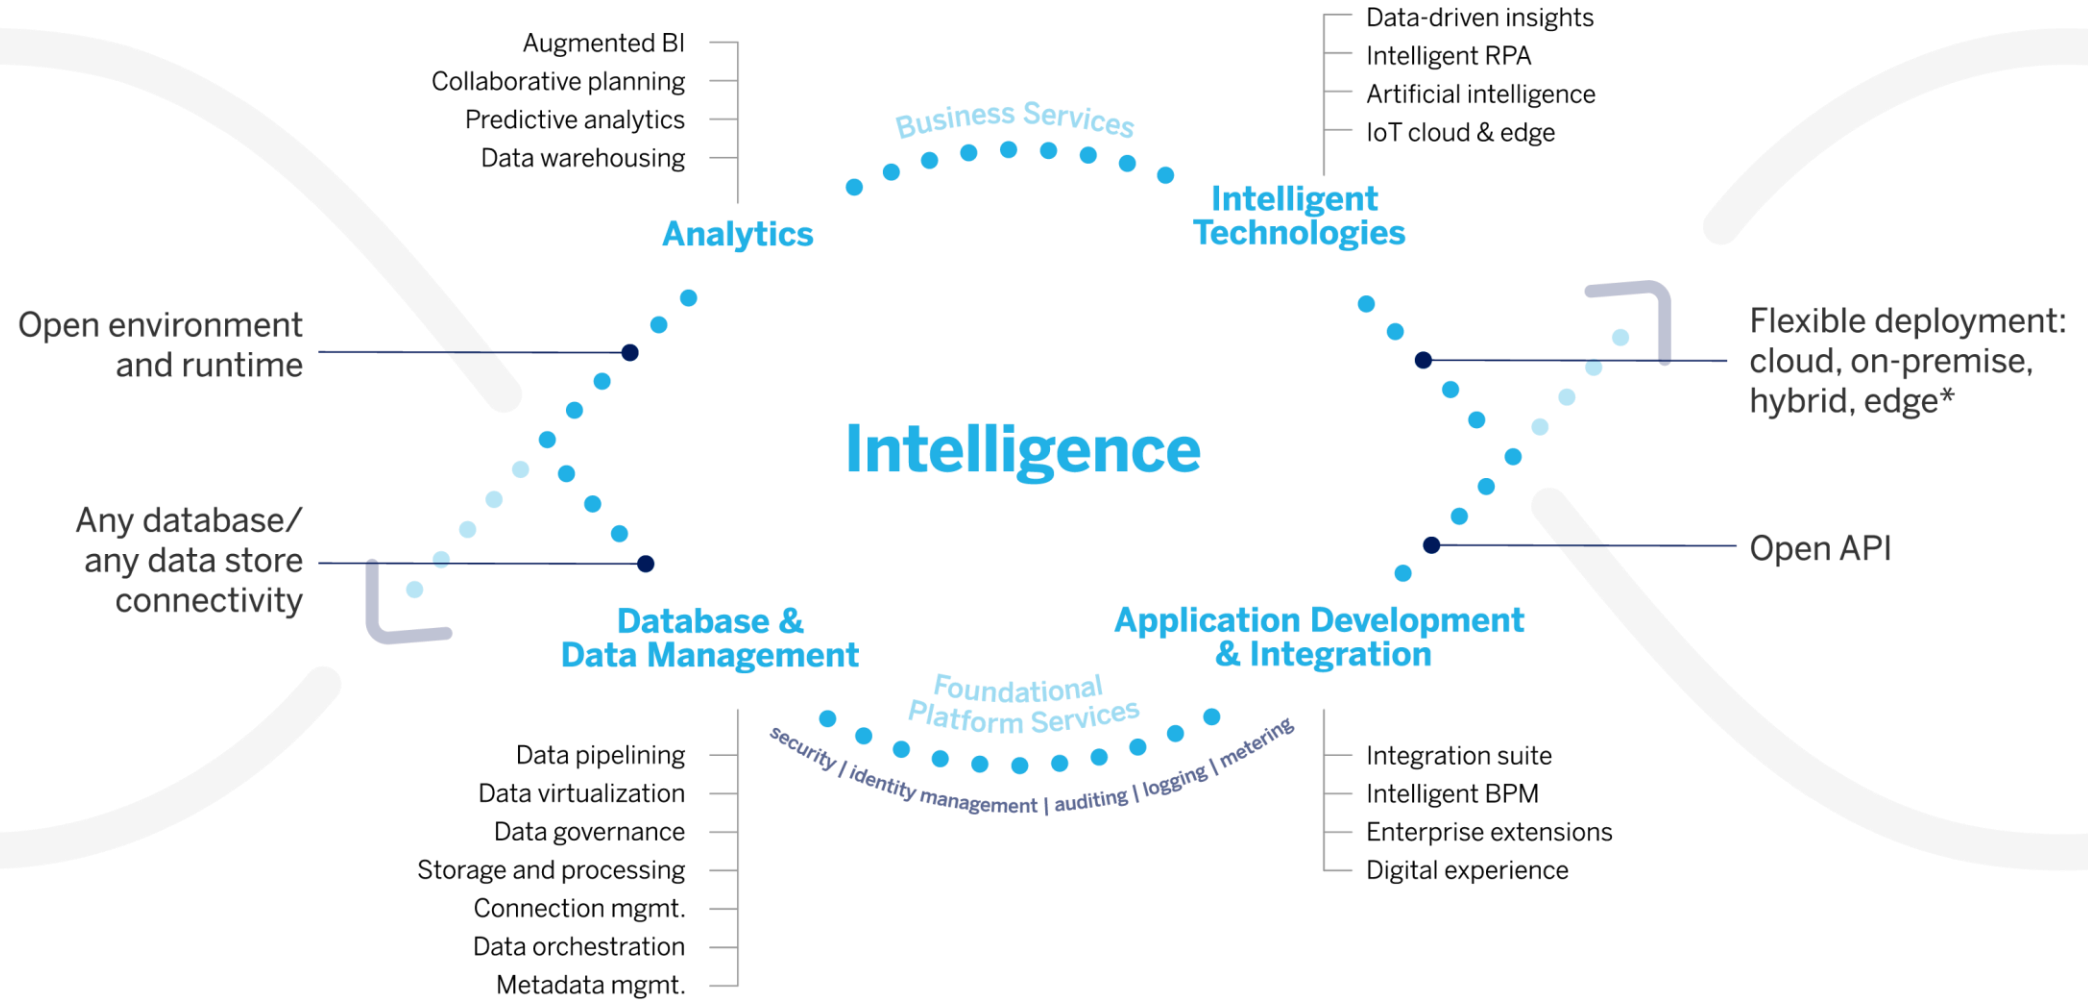 Augmented BI
Collaborative planning
Predictive analytics
Data warehousing
Analytics
Business Services
Data-driven insights
Intelligent RPA
Artificial intelligence
IoT cloud & edge
Intelligent
Technologies
Open environment
and runtime
Any database/
any data store
connectivity
Intelligence
Flexible deployment:
cloud, on-premise,
hybrid, edge*
Open API
Database &
Data Management
Data pipelining
Data virtualization
Data governance
Storage and processing
Connection mgmt.
Data orchestration
Metadata mgmt.
Foundational
Platform Services
security | identity management | auditing | logging | metering
Application Development
& Integration
Integration suite
Intelligent BPM
Enterprise extensions
Digital experience